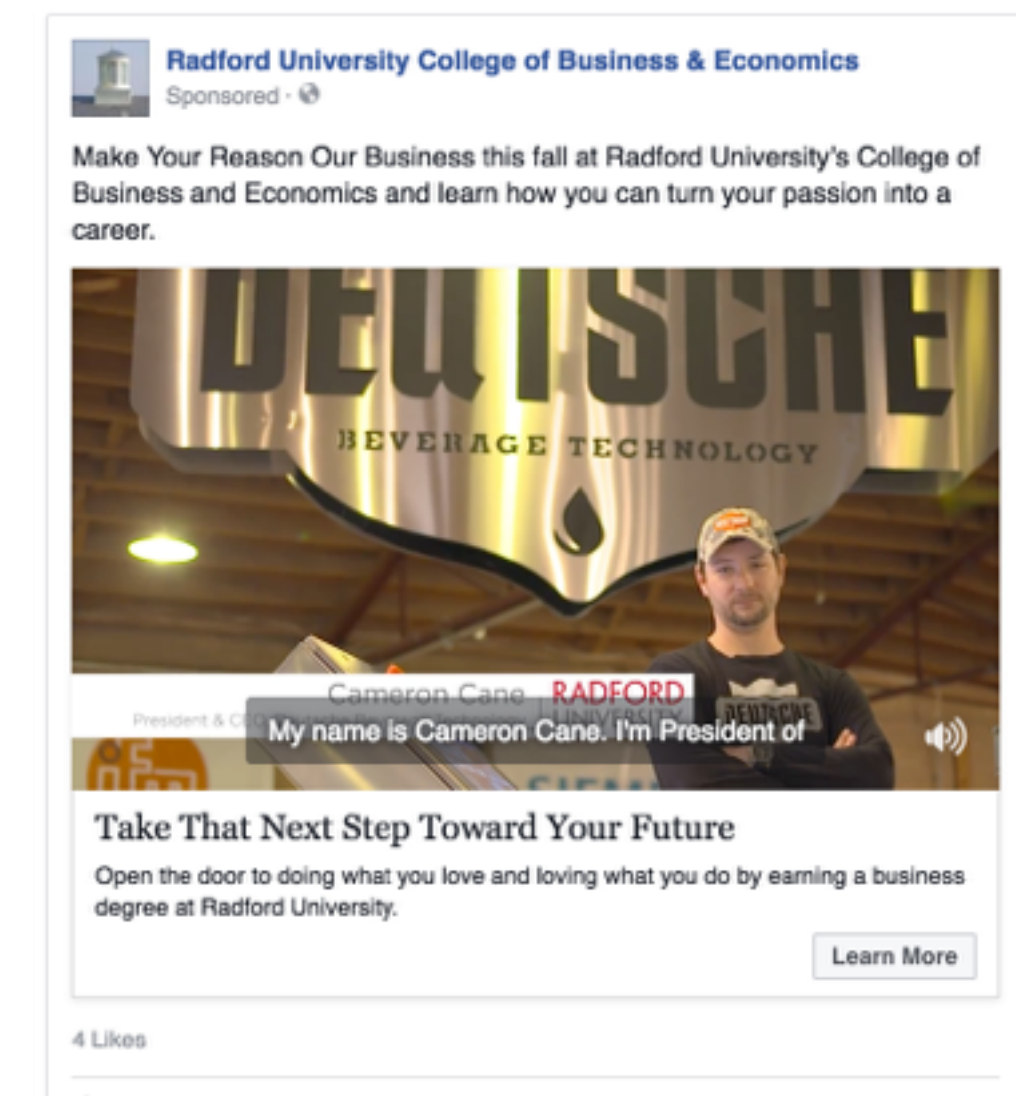 Radford University College of Business & Economics
Sponsored ·
Make Your Reason Our Business this fall at Radford University's College of
Business and Economics and learn how you can turn your passion into a
career.
DEUTSCHE
BEVERAGE TECHNOLOGY
Cameron Cane
RADFORD
UNIVERSITY
President &
DEUTSCHE
My name is Cameron Cane. I'm President of
Take That Next Step Toward Your Future
Open the door to doing what you love and loving what you do by earning a business
degree at Radford University.
Learn More
4 Likes